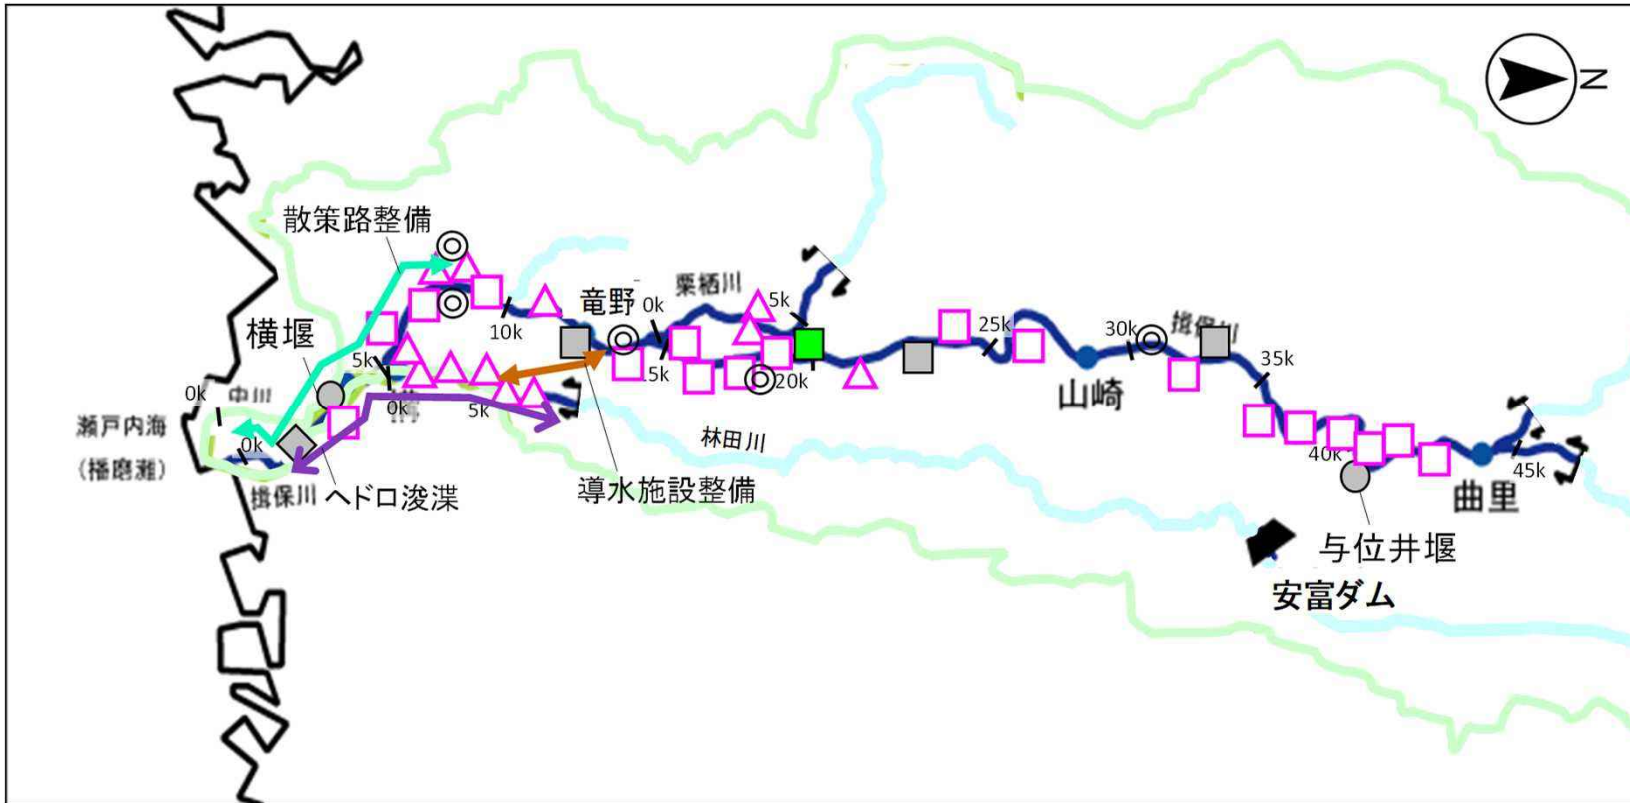 N
散策路整備
竜野
0k
栗栖川
5k
横堰
10k
25k
30k
揖保川
35k
5k
15k
20k
山崎
0k
中川
0k
5k
瀬戸内海
(播磨灘)
0k
林田川
40k
45k
揖保川
ヘドロ浚渫
導水施設整備
曲里
与位井堰
安富ダム